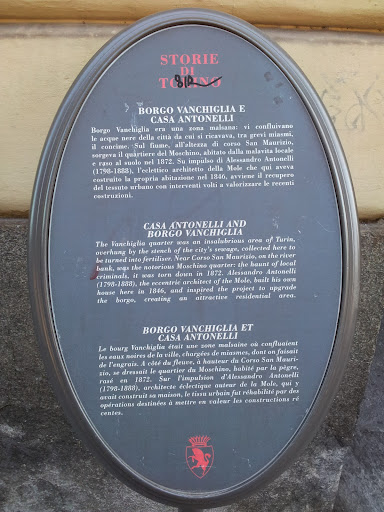 STORIE
DI
TORINO
BORGO VANCHIGLIA E
CASA ANTONELLI
Borgo Vanchiglia era una zona malsana: vi confluivano
le acque nere della città da cui si ricavava, tra grevi miasmi,
il concime. Sul fiume, all'altezza di corso San Maurizio,
sorgeva il quartiere del Moschino, abitato dalla malavita locale
e raso al suolo nel 1872. Su impulso di Alessandro Antonelli
(1798-1888), l'eclettico architetto della Mole che qui aveva
costruito la propria abitazione nel 1846, avvenne il recupero
del tessuto urbano con interventi volti a valorizzare le recenti
costruzioni.
CASA ANTONELLI AND
BORGO VANCHIGLIA
The Vanchiglia quarter was an insalubrious area of Turin,
overhung by the stench of the city's sewage, collected here to
be turned into fertiliser. Near Corso San Maurizio, on the river
bank, was the notorious Moschino quarter: the haunt of local
criminals, it was torn down in 1872. Alessandro Antonelli
(1798-1888), the eccentric architect of the Mole, built his own
house here in 1846, and inspired the project to upgrade
the borgo, creating an attractive residential area.
BORGO VANCHIGLIA ET
CASA ANTONELLI
Le bourg Vanchiglia était une zone malsaine où confluaient
les eaux noires de la ville, chargées de miasmes, dont on faisait
de l'engrais. A côté du fleuve, à hauteur du Corso San Mauri-
zio, se dressait le quartier du Moschino, habité par la pègre,
rasé en 1872. Sur l'impulsion d'Alessandro Antonelli
(1798-1888), architecte éclectique auteur de la Mole, qui y
avait construit sa maison, le tissu urbain fut réhabilité par des
opérations destinées à mettre en valeur les constructions ré
centes.